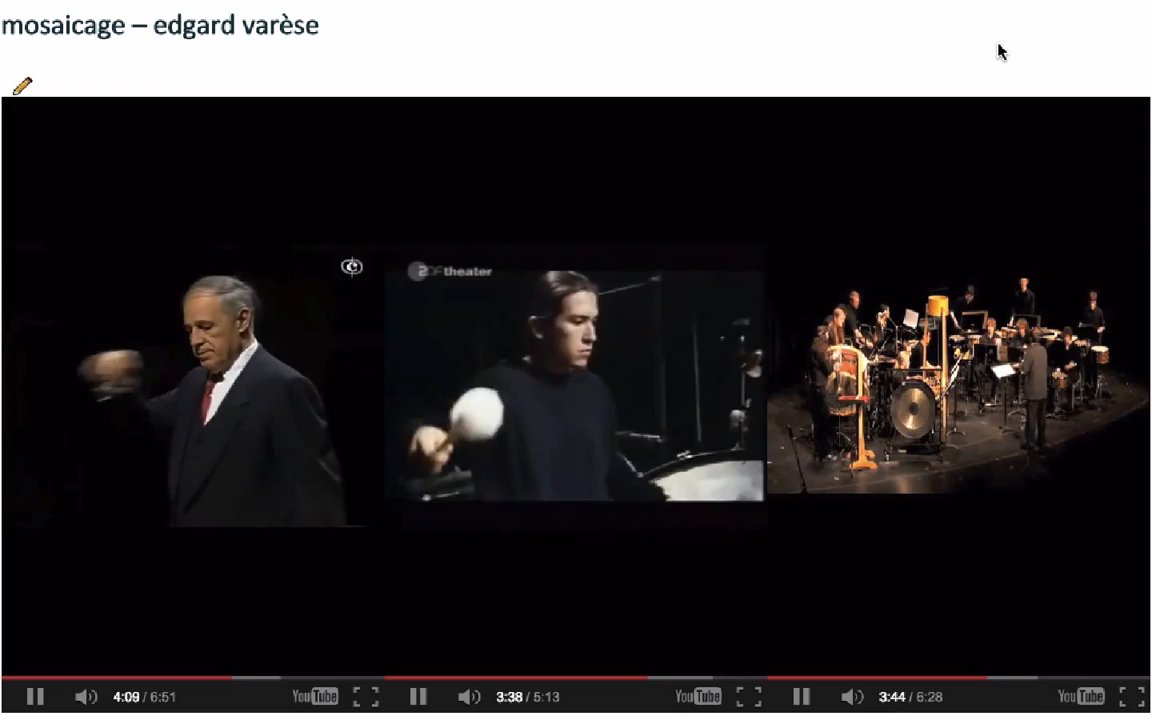 mosaicage – edgard varèse
ZDFtheater
4:09 / 6:51
YouTube
3:38 / 5:13
YouTube
3:44 / 6:28
YouTube